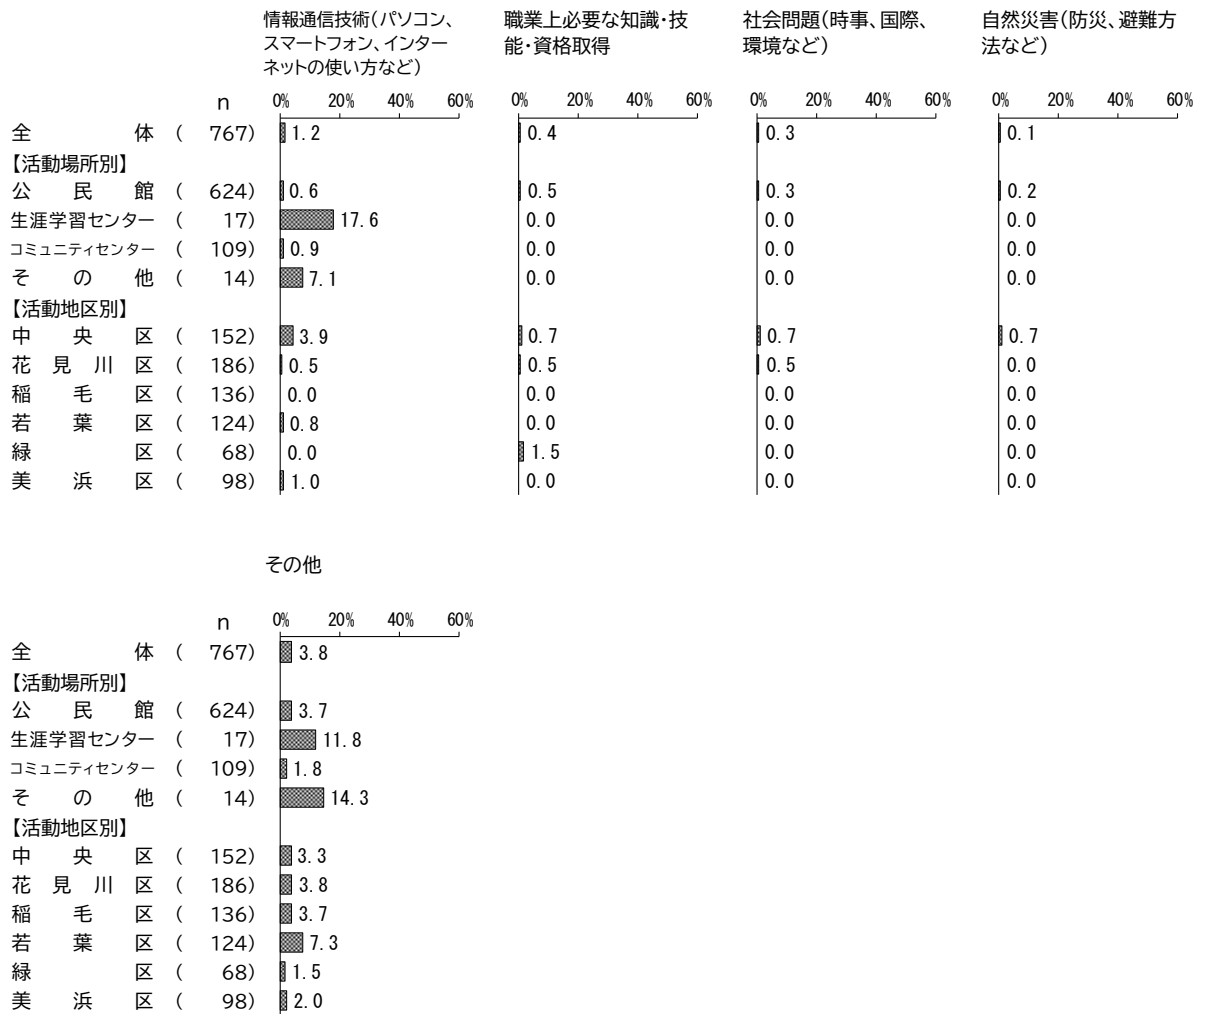 情報通信技術(パソコン、
スマートフォン、インター
ネットの使い方など)
職業上必要な知識・技
能・資格取得
社会問題(時事、国際、
環境など)
自然災害(防災、避難方
法など)
n 0% 20% 40% 60% 0% 20% 40% 60% 0% 20% 40% 60% 0% 20% 40% 60%
全体 ( 767) 1.2 0.4 0.3 0.1
【活動場所別】
公民館 ( 624) 0.6 0.5 0.3 0.2
生涯学習センター ( 17) 17.6 0.0 0.0 0.0
コミュニティセンター ( 109) 0.9 0.0 0.0 0.0
その他 ( 14) 7.1 0.0 0.0 0.0
【活動地区別】
中央区 ( 152) 3.9 0.7 0.7 0.7
花見川区 ( 186) 0.5 0.5 0.5 0.0
稲毛区 ( 136) 0.0 0.0 0.0 0.0
若葉区 ( 124) 0.8 0.0 0.0 0.0
緑区 ( 68) 0.0 1.5 0.0 0.0
美浜区 ( 98) 1.0 0.0 0.0 0.0
その他
n 0% 20% 40% 60%
全体 ( 767) 3.8
【活動場所別】
公民館 ( 624) 3.7
生涯学習センター ( 17) 11.8
コミュニティセンター ( 109) 1.8
その他 ( 14) 14.3
【活動地区別】
中央区 ( 152) 3.3
花見川区 ( 186) 3.8
稲毛区 ( 136) 3.7
若葉区 ( 124) 7.3
緑区 ( 68) 1.5
美浜区 ( 98) 2.0